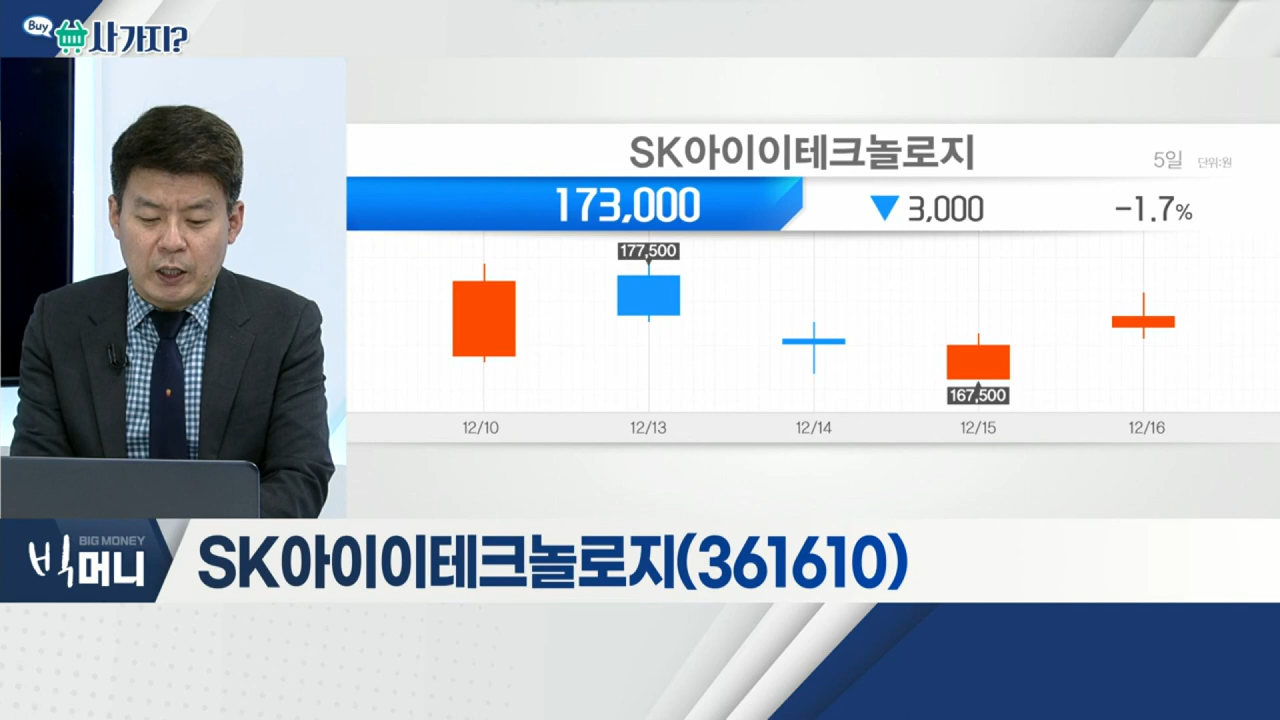 Buy
사가지?
SK아이이테크놀로지
5일 단위:원
173,000 ▼ 3,000 -1.7%
177,500
167,500
12/10 12/13 12/14 12/15 12/16
BIG MONEY
빅머니
SK아이이테크놀로지(361610)